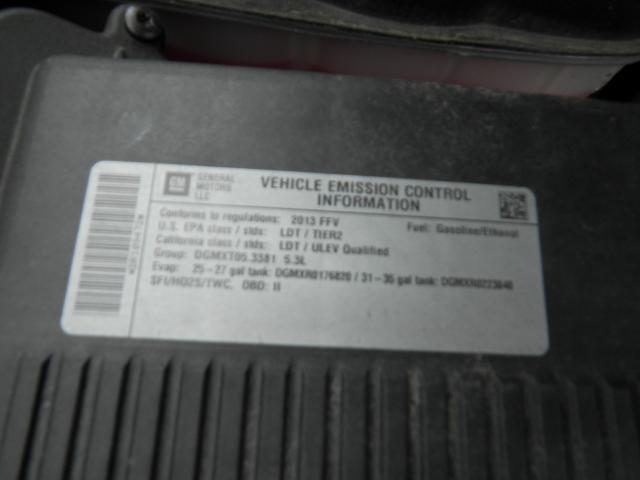 GM
GENERAL
MOTORS
LLC
VEHICLE EMISSION CONTROL
INFORMATION
Conforms to regulations: 2013 FFV
Fuel: Gasoline/Ethanol
U.S. EPA class / stds: LDT / TIER2
California class / stds: LDT / ULEV Qualified
Group: DGMXT05.3381 5.3L
Evap: 25-27 gal tank: DGMXR0176820 / 31-35 gal tank: DGMXR0223840
SFI/HO2S/TWC, OBD: II